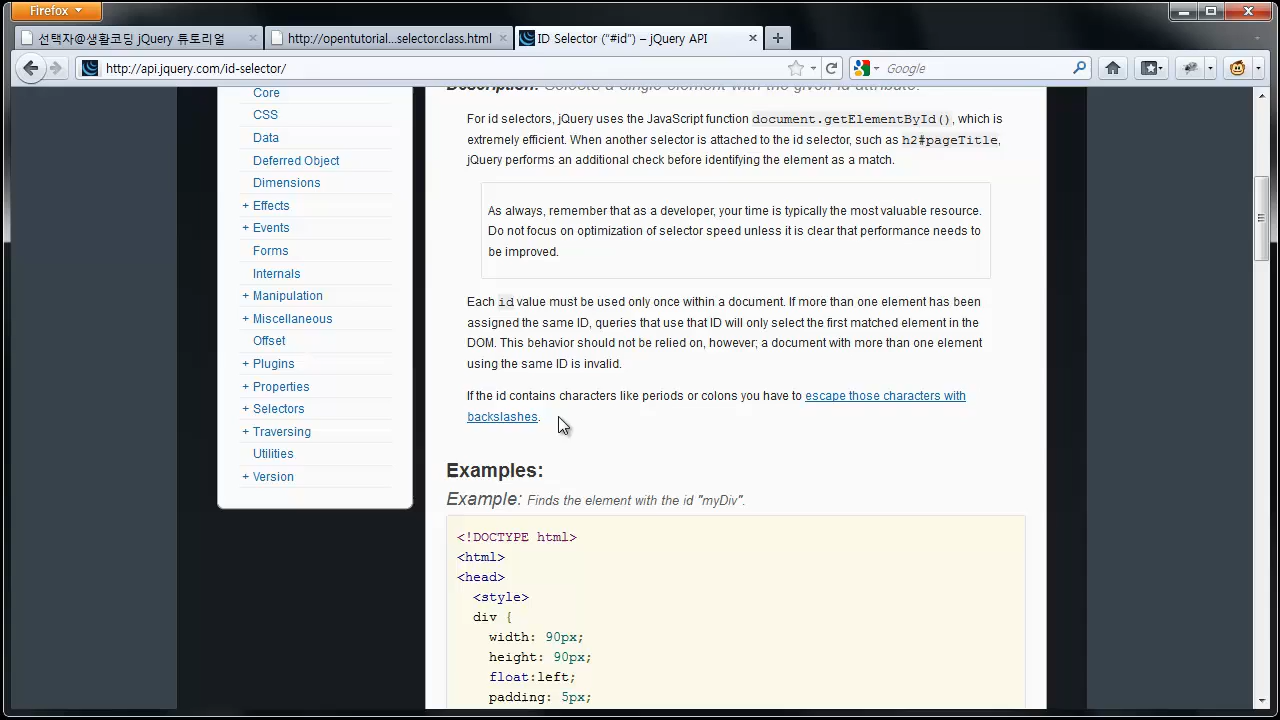 Firefox
선택자@생활코딩 jQuery 튜토리얼
http://opentutorial...selector.class.html
ID Selector ("#id") – jQuery API
http://api.jquery.com/id-selector/
Google
Core
CSS
Data
Deferred Object
Dimensions
+ Effects
+ Events
Forms
Internals
+ Manipulation
+ Miscellaneous
Offset
+ Plugins
+ Properties
+ Selectors
+ Traversing
Utilities
+ Version
Description: Selects a single element with the given id attribute.
For id selectors, jQuery uses the JavaScript function document.getElementById(), which is
extremely efficient. When another selector is attached to the id selector, such as h2#pageTitle,
jQuery performs an additional check before identifying the element as a match.
As always, remember that as a developer, your time is typically the most valuable resource.
Do not focus on optimization of selector speed unless it is clear that performance needs to
be improved.
Each id value must be used only once within a document. If more than one element has been
assigned the same ID, queries that use that ID will only select the first matched element in the
DOM. This behavior should not be relied on, however; a document with more than one element
using the same ID is invalid.
If the id contains characters like periods or colons you have to escape those characters with
backslashes.
Examples:
Example: Finds the element with the id "myDiv".
<!DOCTYPE html>
<html>
<head>
<style>
div {
width: 90px;
height: 90px;
float:left;
padding: 5px;